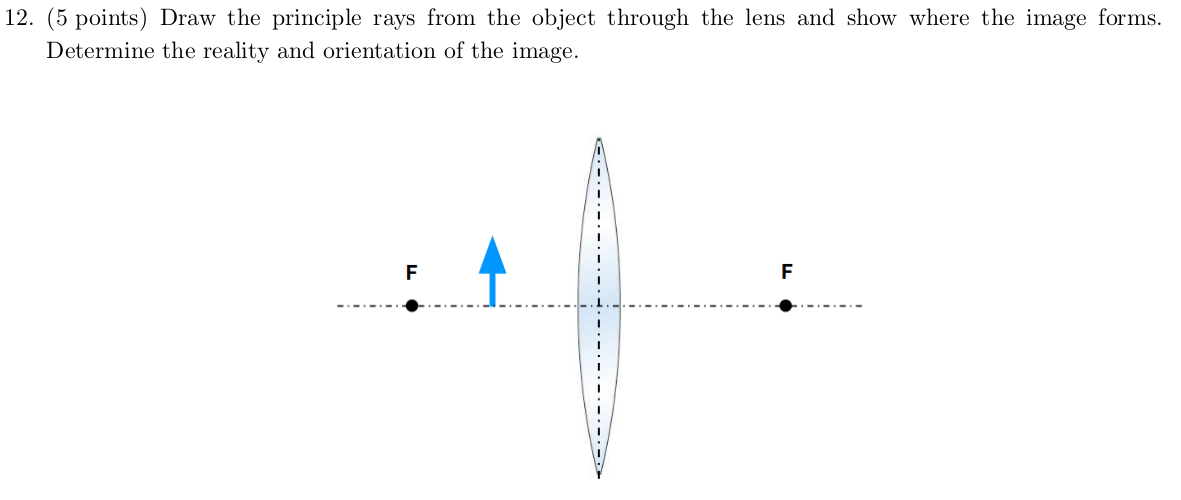 12. (5 points) Draw the principle rays from the object through the lens and show where the image forms.
Determine the reality and orientation of the image.
F
F